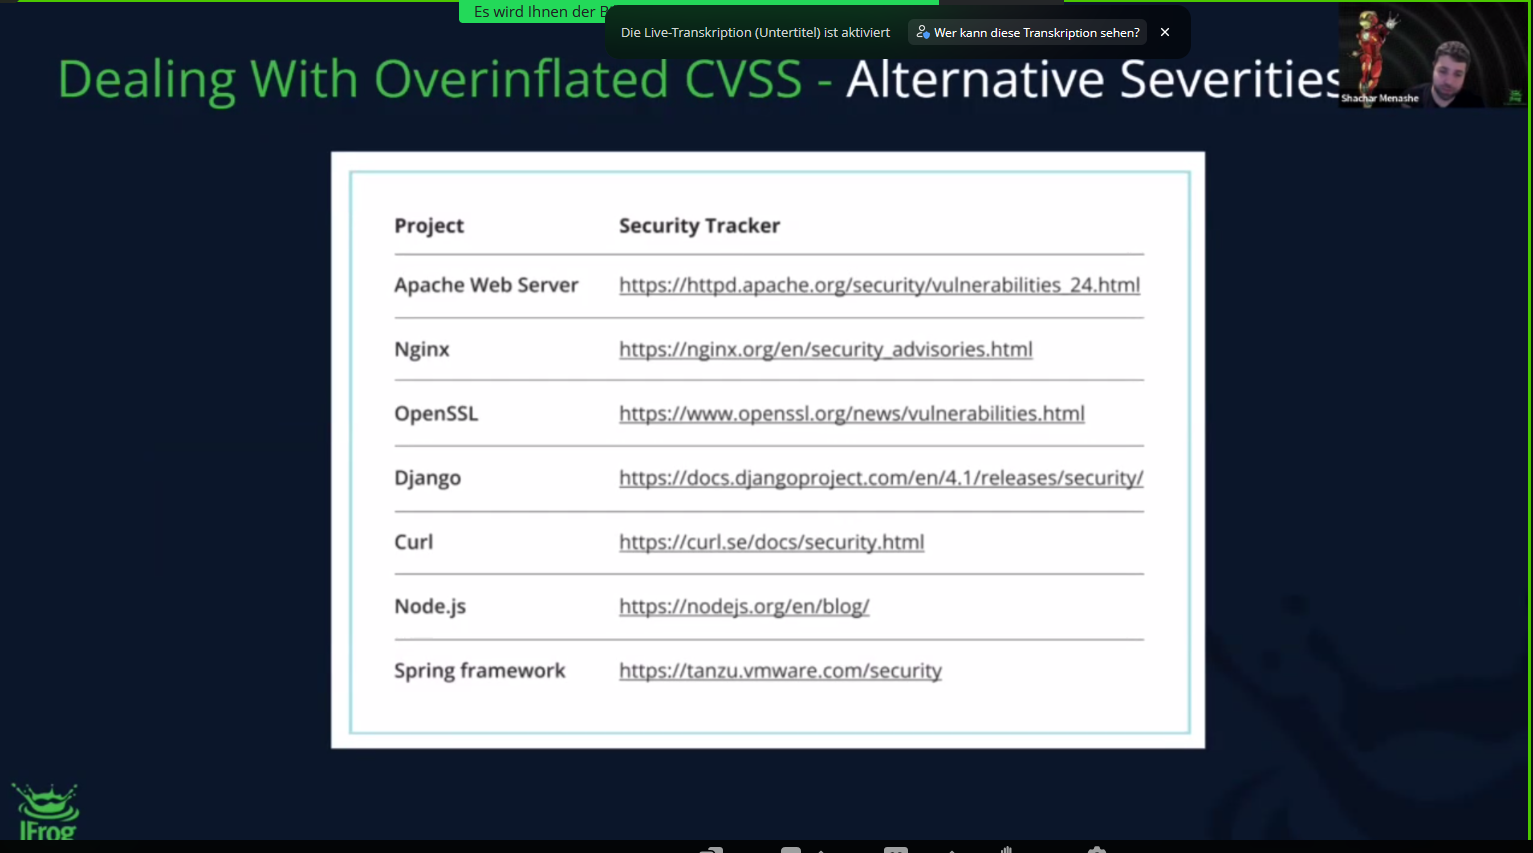 Es wird Ihnen der B
Die Live-Transkription (Untertitel) ist aktiviert
Wer kann diese Transkription sehen?
Dealing With Overinflated CVSS - Alternative Severities
Shachar Menashe
Project Security Tracker
Apache Web Server https://httpd.apache.org/security/vulnerabilities_24.html
Nginx https://nginx.org/en/security_advisories.html
OpenSSL https://www.openssl.org/news/vulnerabilities.html
Django https://docs.djangoproject.com/en/4.1/releases/security/
Curl https://curl.se/docs/security.html
Node.js https://nodejs.org/en/blog/
Spring framework https://tanzu.vmware.com/security
JFrog